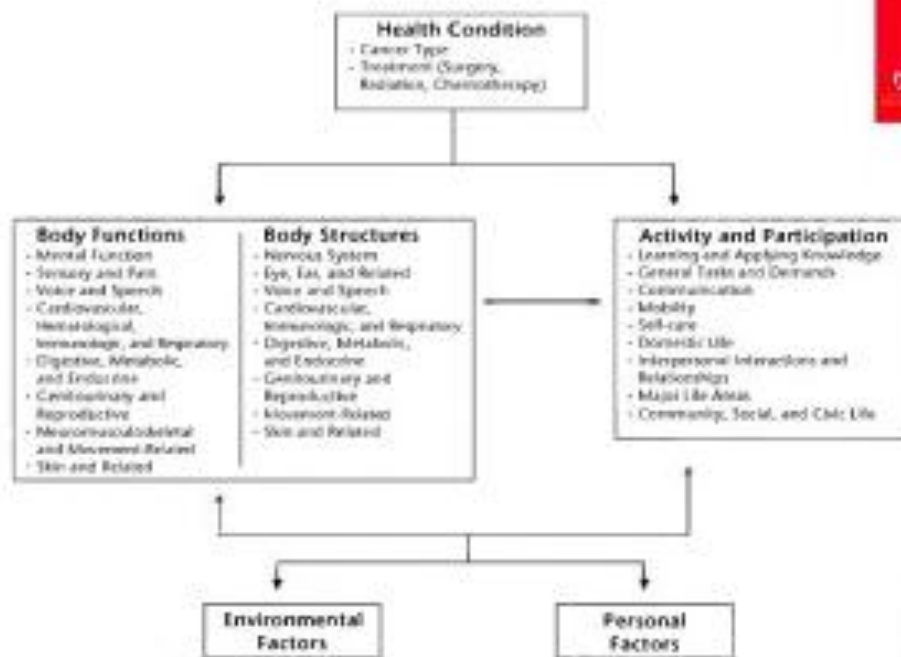 Health Condition
- Cancer Type
- Treatment (Surgery,
Radiation, Chemotherapy)
Body Functions
- Mental Function
- Sensory and Pain
- Voice and Speech
- Cardiovascular,
Hematological,
Immunologic, and Respiratory
- Digestive, Metabolic,
and Endocrine
- Genitourinary and
Reproductive
- Neuromusculoskeletal
and Movement-Related
- Skin and Related
Body Structures
- Nervous System
- Eye, Ear, and Related
- Voice and Speech
- Cardiovascular,
Immunologic, and Respiratory
- Digestive, Metabolic,
and Endocrine
- Genitourinary and
Reproductive
- Movement-Related
- Skin and Related
Activity and Participation
- Learning and Applying Knowledge
- General Tasks and Demands
- Communication
- Mobility
- Self-care
- Domestic Life
- Interpersonal Interactions and
Relationships
- Major Life Areas
- Community, Social, and Civic Life
Environmental
Factors
Personal
Factors